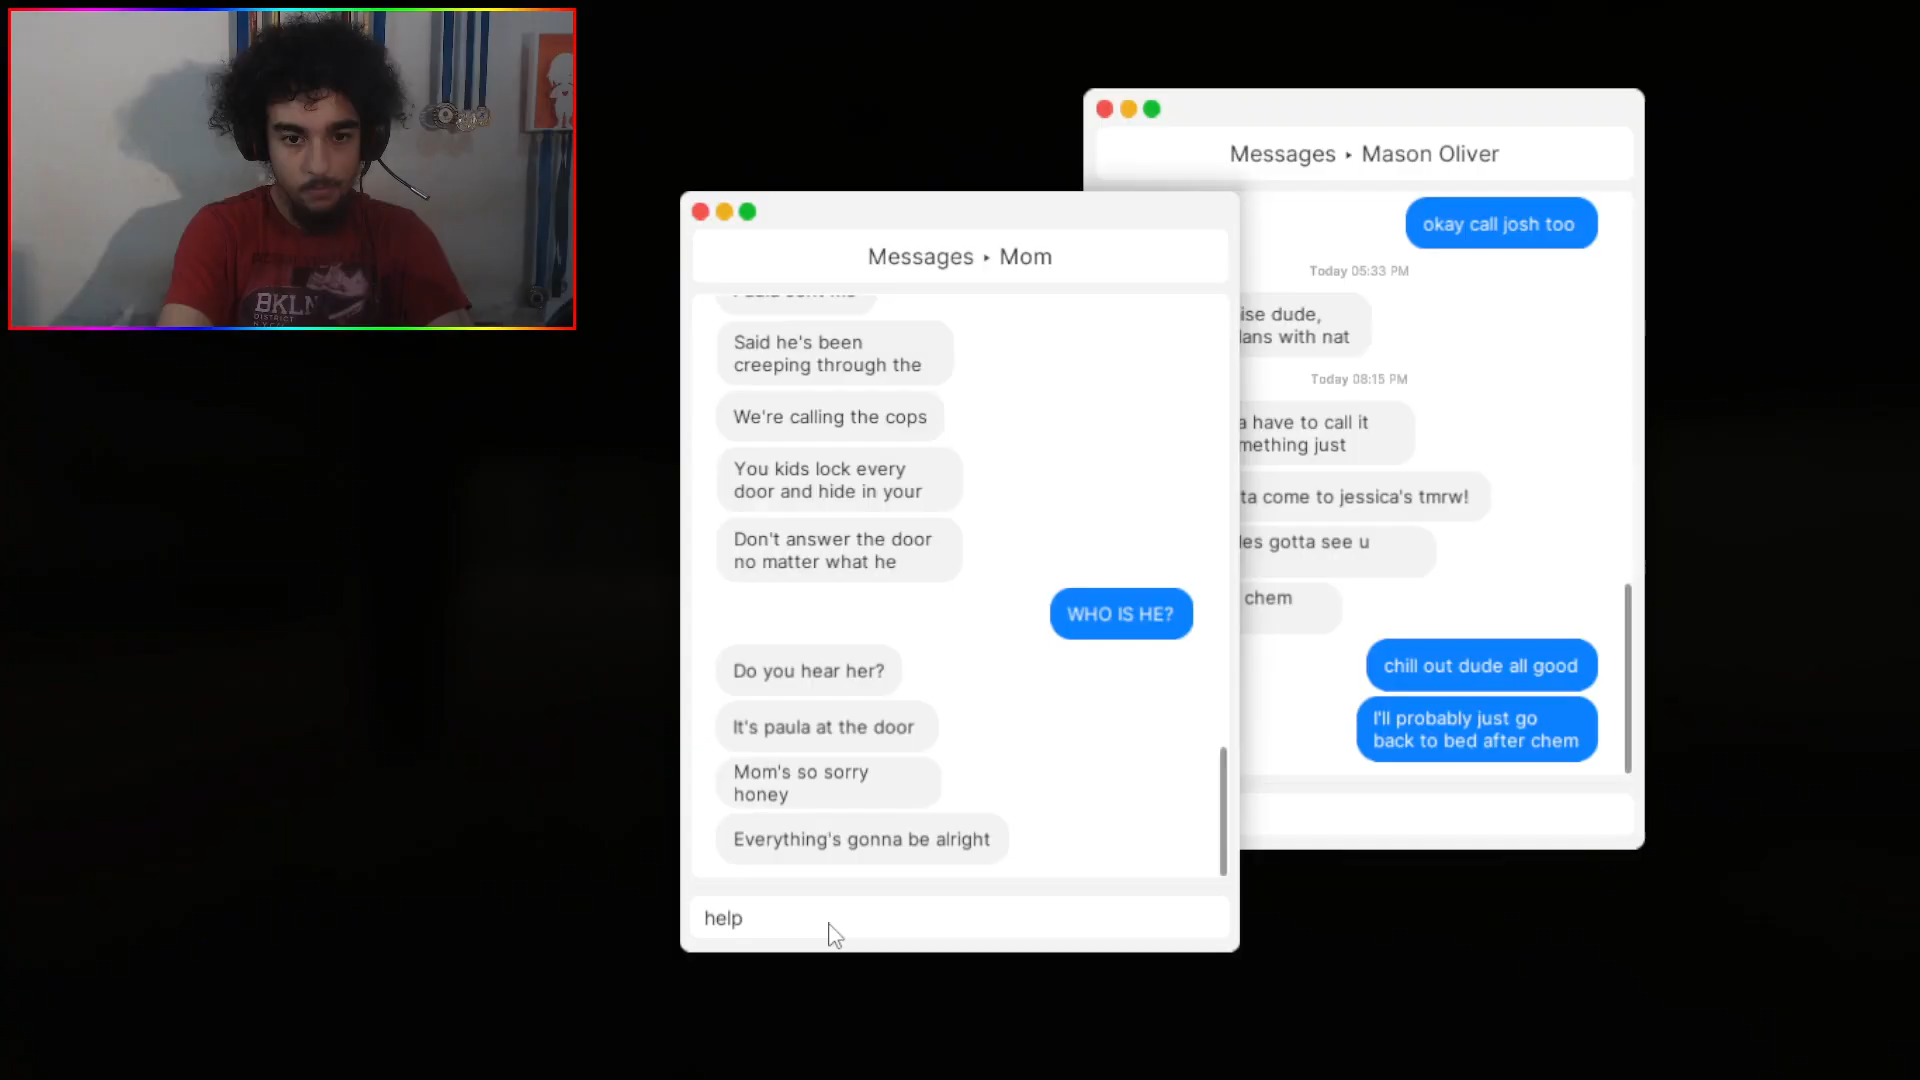 BKLN
DISTRICT
Messages ▸ Mom
Said he's been
creeping through the
We're calling the cops
You kids lock every
door and hide in your
Don't answer the door
no matter what he
WHO IS HE?
Do you hear her?
It's paula at the door
Mom's so sorry
honey
Everything's gonna be alright
help
Messages ▸ Mason Oliver
okay call josh too
Today 05:33 PM
dude,
with nat
Today 08:15 PM
have to call it
just
come to jessica's tmrw!
gotta see u
chem
chill out dude all good
I'll probably just go
back to bed after chem